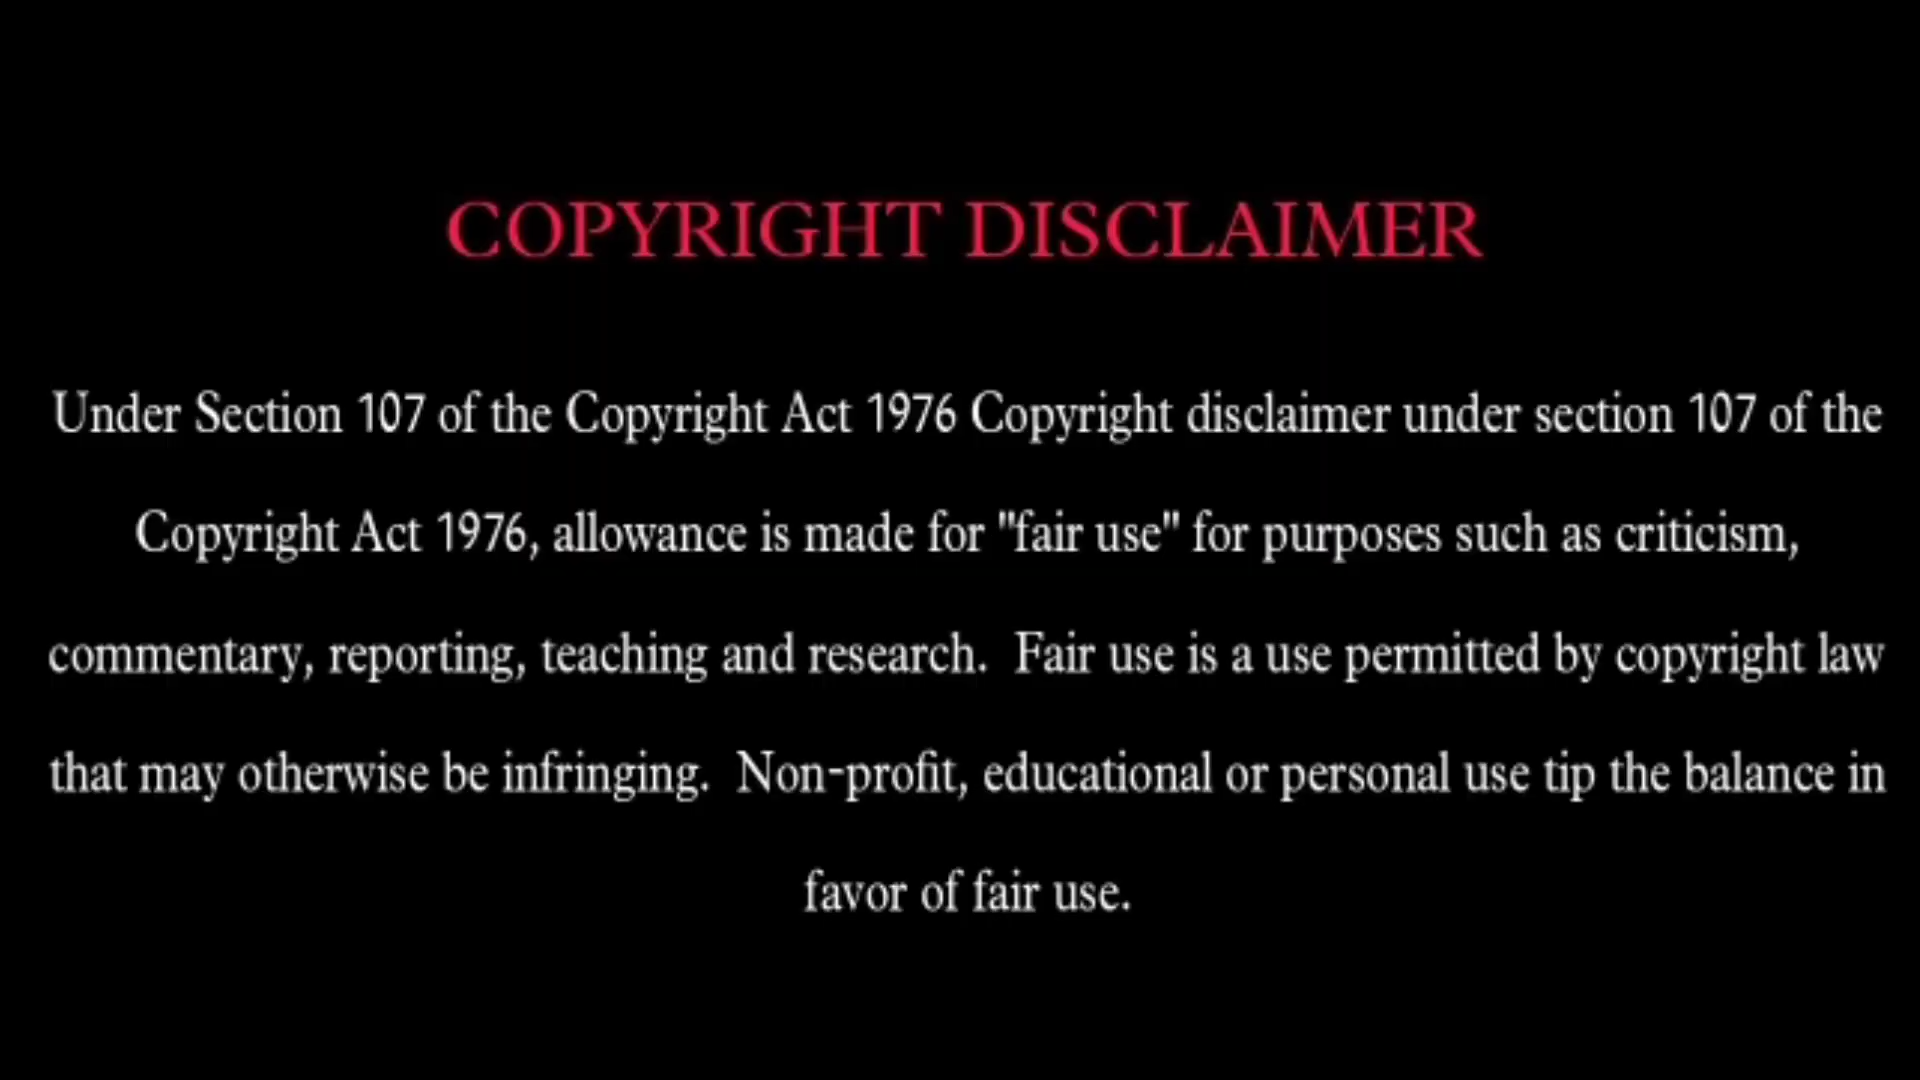 COPYRIGHT DISCLAIMER
Under Section 107 of the Copyright Act 1976 Copyright disclaimer under section 107 of the
Copyright Act 1976, allowance is made for "fair use" for purposes such as criticism,
commentary, reporting, teaching and research.  Fair use is a use permitted by copyright law
that may otherwise be infringing.  Non-profit, educational or personal use tip the balance in
favor of fair use.